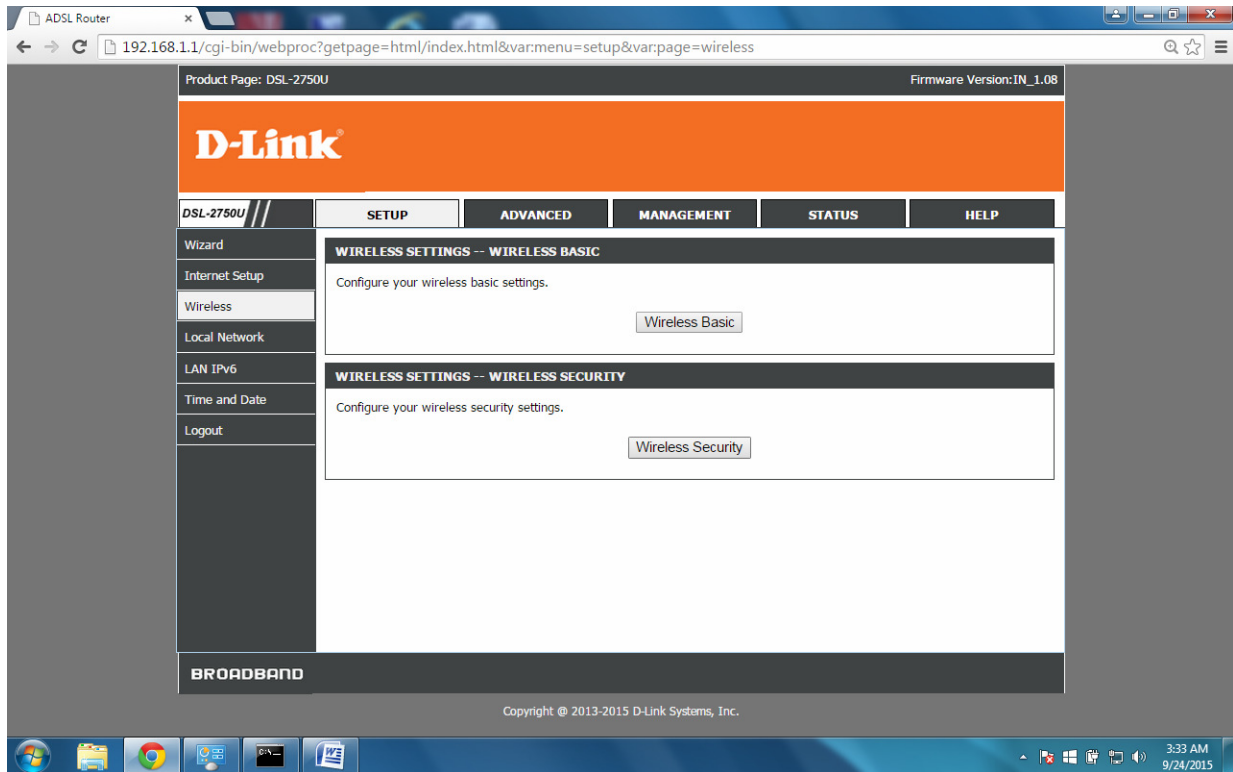 ADSL Router
192.168.1.1/cgi-bin/webproc?getpage=html/index.html&var:menu=setup&var:page=wireless
Product Page: DSL-2750U
Firmware Version:IN_1.08
D-Link®
DSL-2750U
SETUP
ADVANCED
MANAGEMENT
STATUS
HELP
Wizard
Internet Setup
Wireless
Local Network
LAN IPv6
Time and Date
Logout
WIRELESS SETTINGS -- WIRELESS BASIC
Configure your wireless basic settings.
Wireless Basic
WIRELESS SETTINGS -- WIRELESS SECURITY
Configure your wireless security settings.
Wireless Security
BROADBAND
Copyright @ 2013-2015 D-Link Systems, Inc.
C:\_
W
3:33 AM
9/24/2015